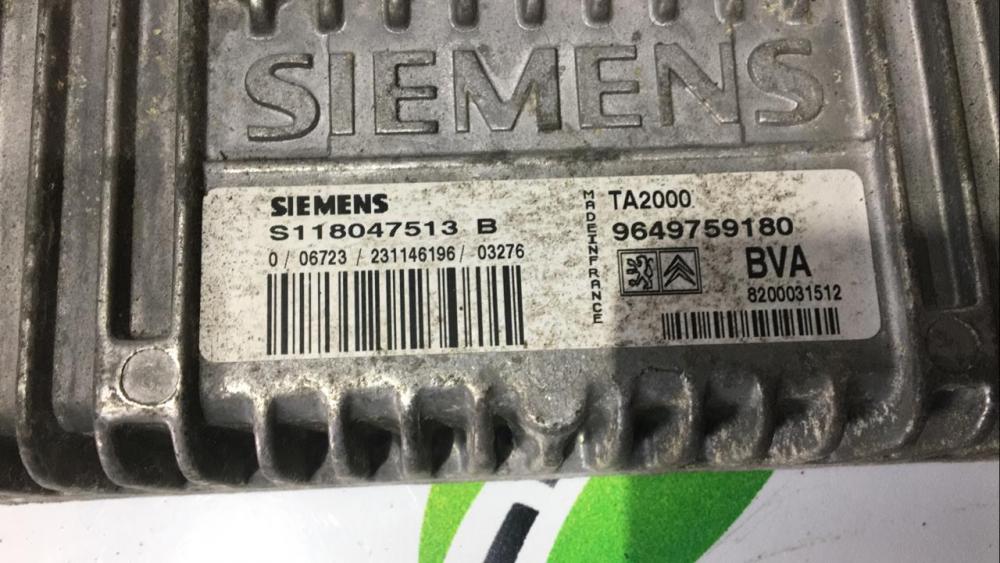 SIEMENS
SIEMENS
S118047513 B
0 / 06723 / 231146196 / 03276
MADE IN FRANCE
TA2000
9649759180
BVA
8200031512